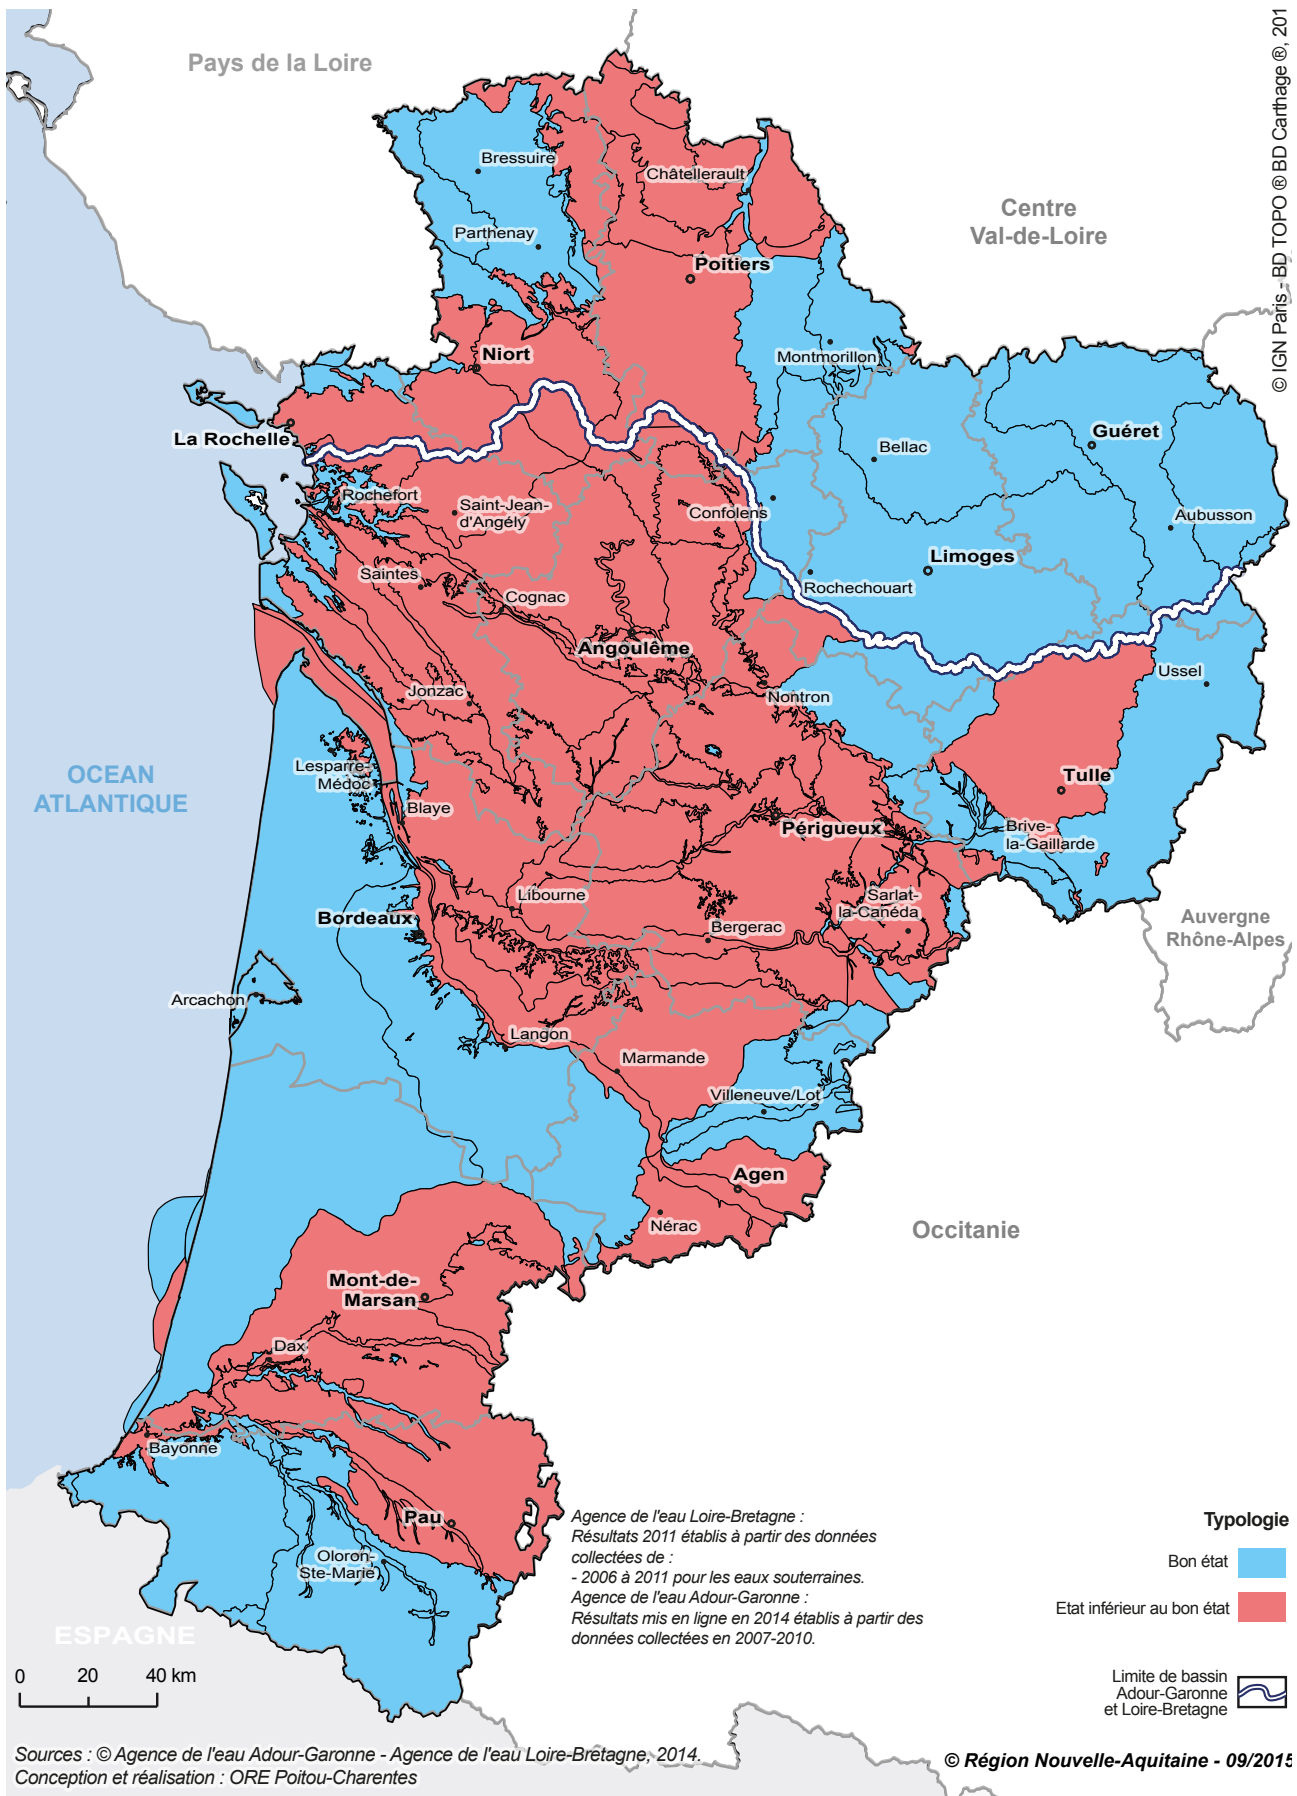 Pays de la Loire
© IGN Paris - BD TOPO ® BD Carthage ®, 201
Bressuire
Châtellerault
Centre
Val-de-Loire
Parthenay
Poitiers
Montmorillon
Niort
La Rochelle
Guéret
Bellac
Rochefort
Saint-Jean-
d'Angély
Confolens
Aubusson
Limoges
Saintes
Cognac
Rochechouart
Angoulême
Ussel
Jonzac
Nontron
OCEAN
ATLANTIQUE
Lesparre-
Médoc
Tulle
Blaye
Périgueux
Brive-
la-Gaillarde
Libourne
Sarlat-
la-Canéda
Bordeaux
Bergerac
Auvergne
Rhône-Alpes
Arcachon
Langon
Marmande
Villeneuve/Lot
Agen
Nérac
Occitanie
Mont-de-
Marsan
Dax
Bayonne
Pau
Oloron-
Ste-Marie
ESPAGNE
Agence de l'eau Loire-Bretagne :
Résultats 2011 établis à partir des données
collectées de :
- 2006 à 2011 pour les eaux souterraines.
Agence de l'eau Adour-Garonne :
Résultats mis en ligne en 2014 établis à partir des
données collectées en 2007-2010.
Typologie
Bon état
Etat inférieur au bon état
Limite de bassin
Adour-Garonne
et Loire-Bretagne
0 20 40 km
Sources : © Agence de l'eau Adour-Garonne - Agence de l'eau Loire-Bretagne, 2014.
Conception et réalisation : ORE Poitou-Charentes
© Région Nouvelle-Aquitaine - 09/2015